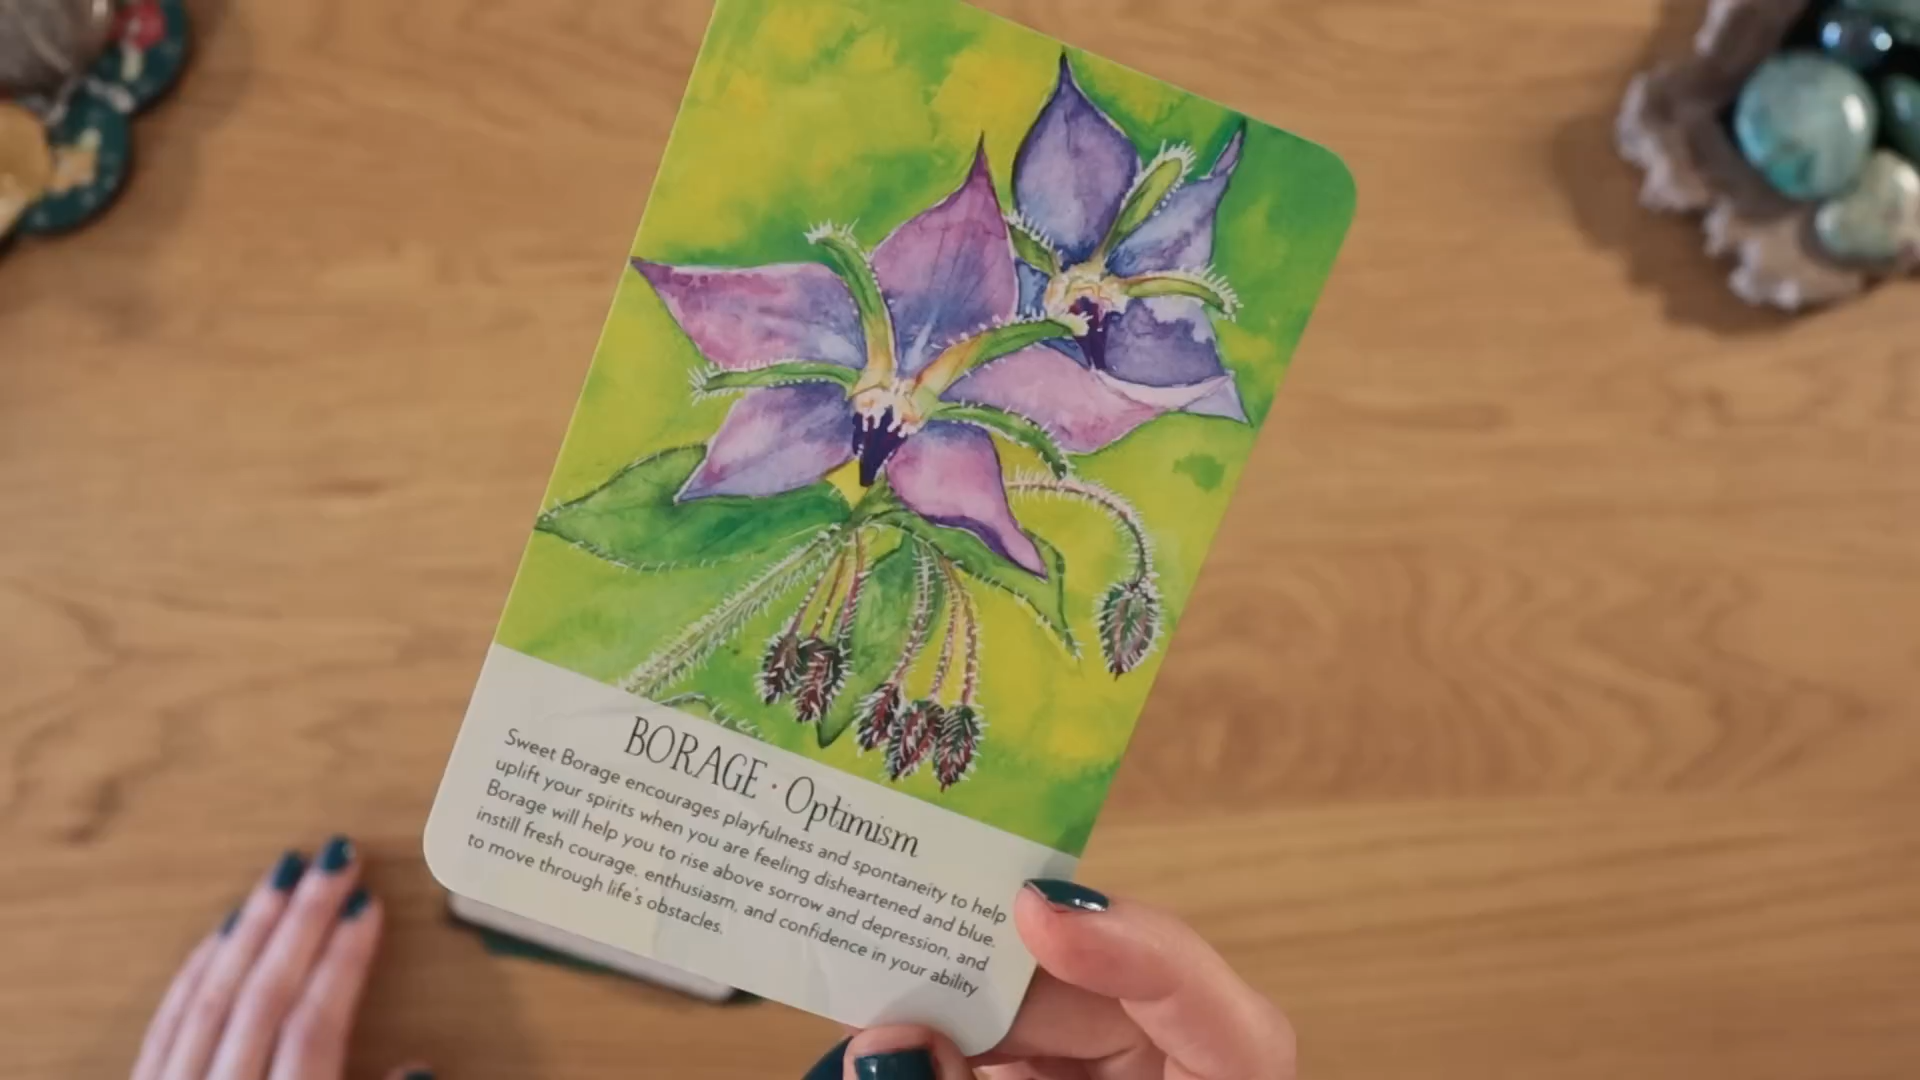 BORAGE · Optimism
Sweet Borage encourages playfulness and spontaneity to help
uplift your spirits when you are feeling disheartened and blue.
Borage will help you to rise above sorrow and depression, and
instill fresh courage, enthusiasm, and confidence in your ability
to move through life's obstacles.